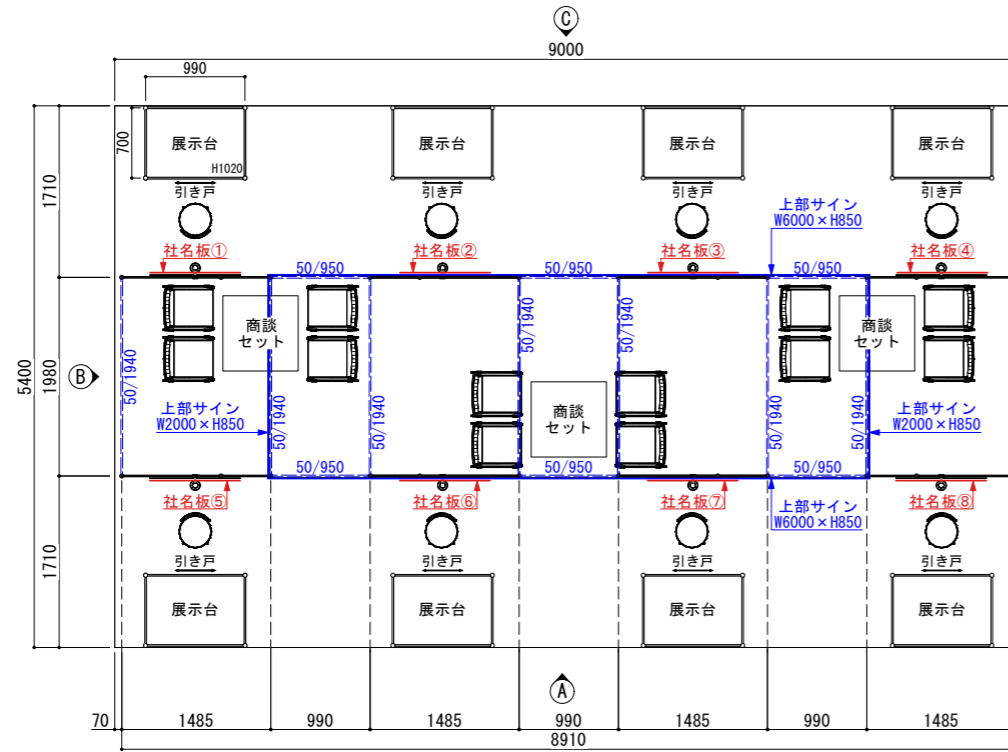 C
9000
990
展示台
展示台
展示台
展示台
700
H1020
引き戸
引き戸
引き戸
引き戸
1710
上部サイン
W6000×H850
社名板①
社名板②
社名板③
社名板④
50/950
50/950
50/950
商談
セット
商談
セット
5400
1980
B
50/1940
50/1940
50/1940
50/1940
50/1940
50/1940
50/1940
上部サイン
W2000×H850
商談
セット
上部サイン
W2000×H850
50/950
50/950
50/950
社名板⑤
社名板⑥
社名板⑦
社名板⑧
上部サイン
W6000×H850
引き戸
引き戸
引き戸
引き戸
1710
展示台
展示台
展示台
展示台
A
70
1485
990
1485
990
1485
990
1485
8910